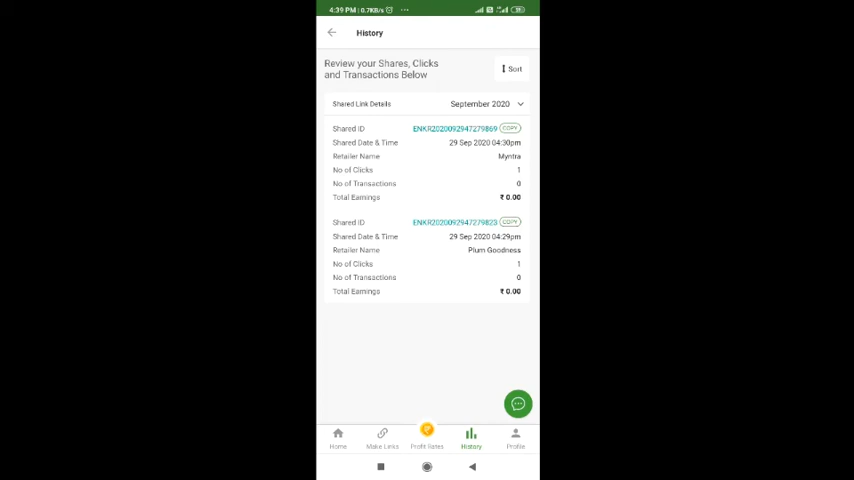 4:39 PM | 0.7KB/s
History
Review your Shares, Clicks
and Transactions Below
Sort
Shared Link Details September 2020
Shared ID ENKR2020092947279869 COPY
Shared Date & Time 29 Sep 2020 04:30pm
Retailer Name Myntra
No of Clicks 1
No of Transactions 0
Total Earnings ₹ 0.00
Shared ID ENKR2020092947279823 COPY
Shared Date & Time 29 Sep 2020 04:29pm
Retailer Name Plum Goodness
No of Clicks 1
No of Transactions 0
Total Earnings ₹ 0.00
Home Make Links Profit Rates History Profile